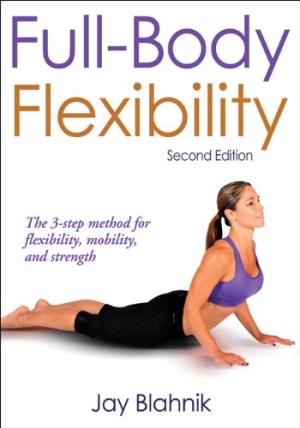 Full-Body
Flexibility
Second Edition
The 3-step method for
flexibility, mobility,
and strength
Jay Blahnik